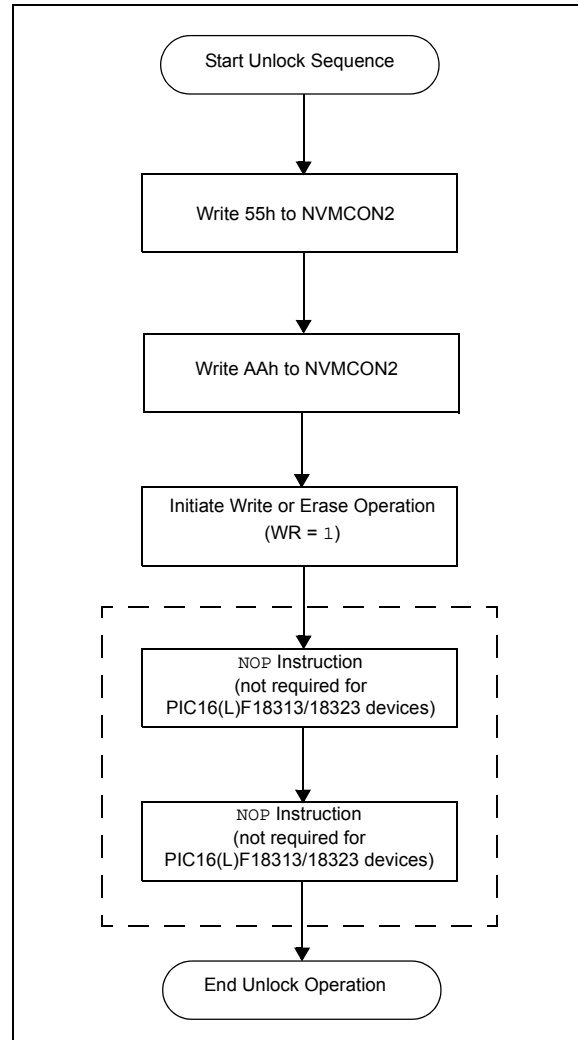 Start Unlock Sequence
Write 55h to NVMCON2
Write AAh to NVMCON2
Initiate Write or Erase Operation
(WR = 1)
NOP Instruction
(not required for
PIC16(L)F18313/18323 devices)
NOP Instruction
(not required for
PIC16(L)F18313/18323 devices)
End Unlock Operation